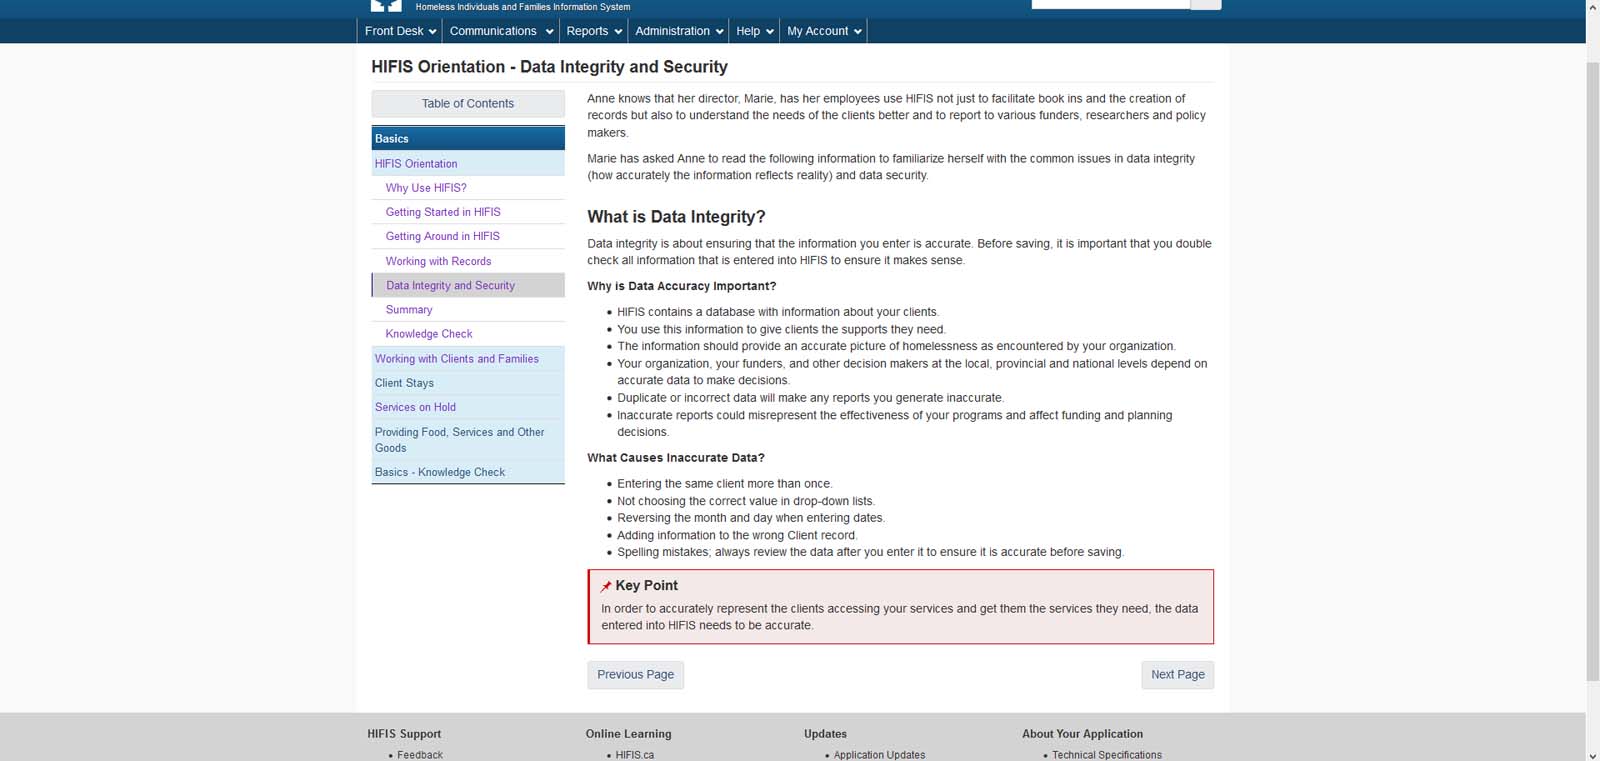 Homeless Individuals and Families Information System
Front Desk Communications Reports Administration Help My Account
HIFIS Orientation - Data Integrity and Security
Table of Contents
Basics
HIFIS Orientation
Why Use HIFIS?
Getting Started in HIFIS
Getting Around in HIFIS
Working with Records
Data Integrity and Security
Summary
Knowledge Check
Working with Clients and Families
Client Stays
Services on Hold
Providing Food, Services and Other
Goods
Basics - Knowledge Check
Anne knows that her director, Marie, has her employees use HIFIS not just to facilitate book ins and the creation of
records but also to understand the needs of the clients better and to report to various funders, researchers and policy
makers.
Marie has asked Anne to read the following information to familiarize herself with the common issues in data integrity
(how accurately the information reflects reality) and data security.
What is Data Integrity?
Data integrity is about ensuring that the information you enter is accurate. Before saving, it is important that you double
check all information that is entered into HIFIS to ensure it makes sense.
Why is Data Accuracy Important?
• HIFIS contains a database with information about your clients.
• You use this information to give clients the supports they need.
• The information should provide an accurate picture of homelessness as encountered by your organization.
• Your organization, your funders, and other decision makers at the local, provincial and national levels depend on
accurate data to make decisions.
• Duplicate or incorrect data will make any reports you generate inaccurate.
• Inaccurate reports could misrepresent the effectiveness of your programs and affect funding and planning
decisions.
What Causes Inaccurate Data?
• Entering the same client more than once.
• Not choosing the correct value in drop-down lists.
• Reversing the month and day when entering dates.
• Adding information to the wrong Client record.
• Spelling mistakes; always review the data after you enter it to ensure it is accurate before saving.
Key Point
In order to accurately represent the clients accessing your services and get them the services they need, the data
entered into HIFIS needs to be accurate.
Previous Page
Next Page
HIFIS Support
• Feedback
Online Learning
• HIFIS.ca
Updates
• Application Updates
About Your Application
• Technical Specifications